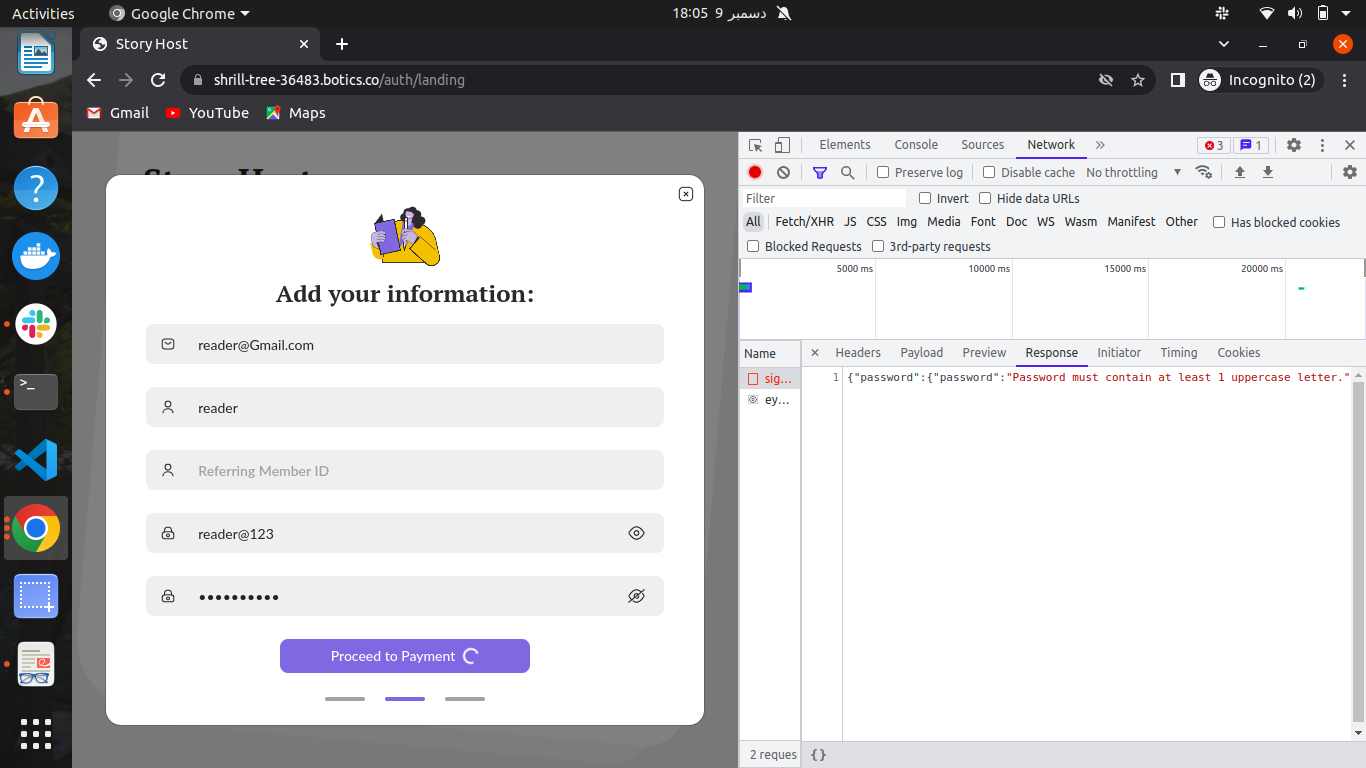 Activities
Google Chrome
18:05 9 دسمبر
Story Host
shrill-tree-36483.botics.co/auth/landing
Incognito (2)
Gmail
YouTube
Maps
Add your information:
reader@Gmail.com
reader
Referring Member ID
reader@123
••••••••••
Proceed to Payment
Elements
Console
Sources
Network
3
1
Preserve log
Disable cache
No throttling
Filter
Invert
Hide data URLs
All
Fetch/XHR
JS
CSS
Img
Media
Font
Doc
WS
Wasm
Manifest
Other
Has blocked cookies
Blocked Requests
3rd-party requests
5000 ms
10000 ms
15000 ms
20000 ms
Name
Headers
Payload
Preview
Response
Initiator
Timing
Cookies
sig...
ey...
1 {"password":{"password":"Password must contain at least 1 uppercase letter."
2 reques
{}
>_